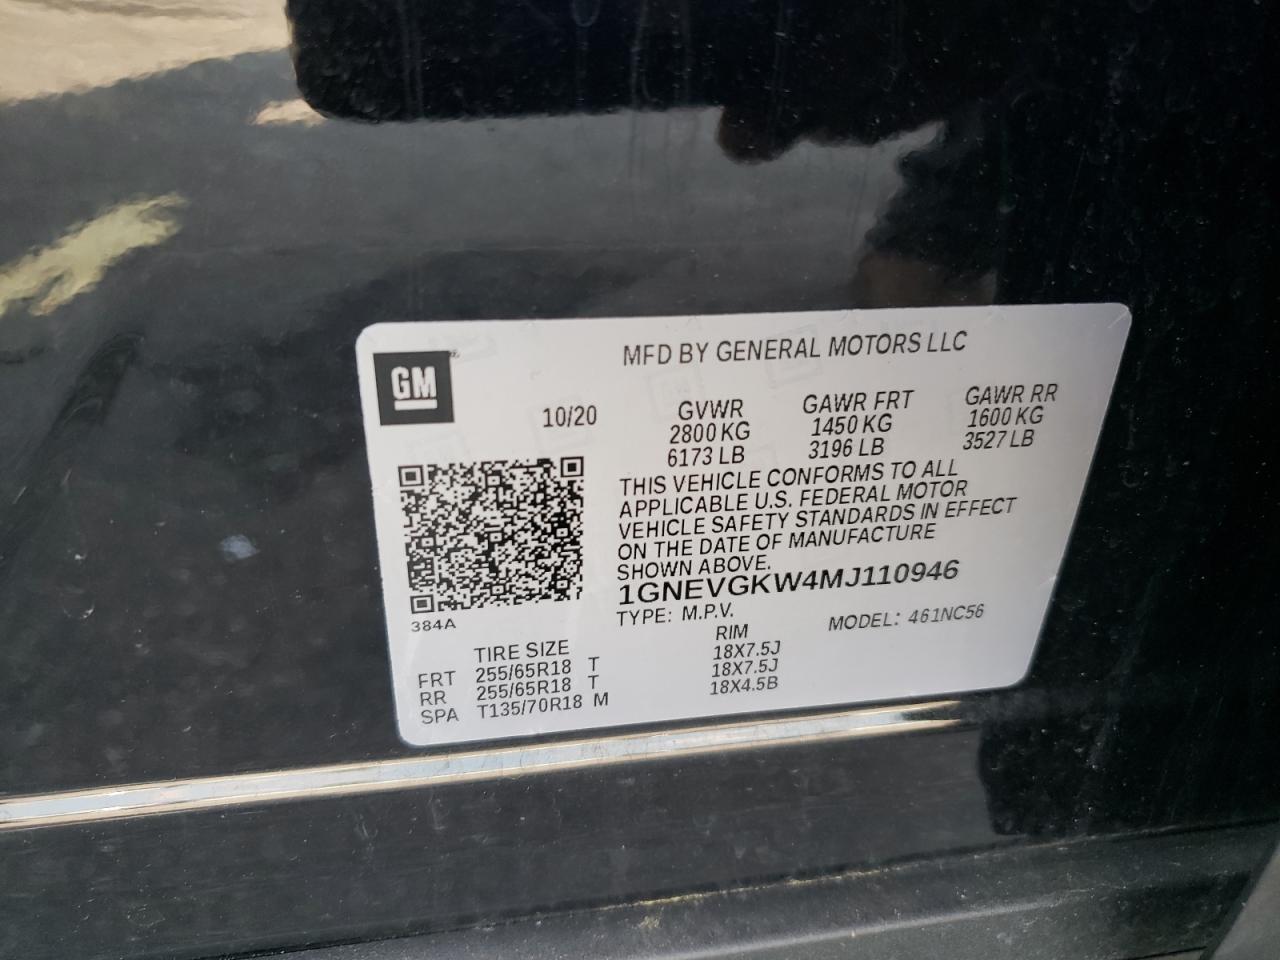 MFD BY GENERAL MOTORS LLC
GM
10/20
GVWR GAWR FRT GAWR RR
2800 KG 1450 KG 1600 KG
6173 LB 3196 LB 3527 LB
THIS VEHICLE CONFORMS TO ALL
APPLICABLE U.S. FEDERAL MOTOR
VEHICLE SAFETY STANDARDS IN EFFECT
ON THE DATE OF MANUFACTURE
SHOWN ABOVE.
1GNEVGKW4MJ110946
TYPE: M.P.V. MODEL: 461NC56
384A
TIRE SIZE RIM
FRT 255/65R18 T 18X7.5J
RR 255/65R18 T 18X7.5J
SPA T135/70R18 M 18X4.5B